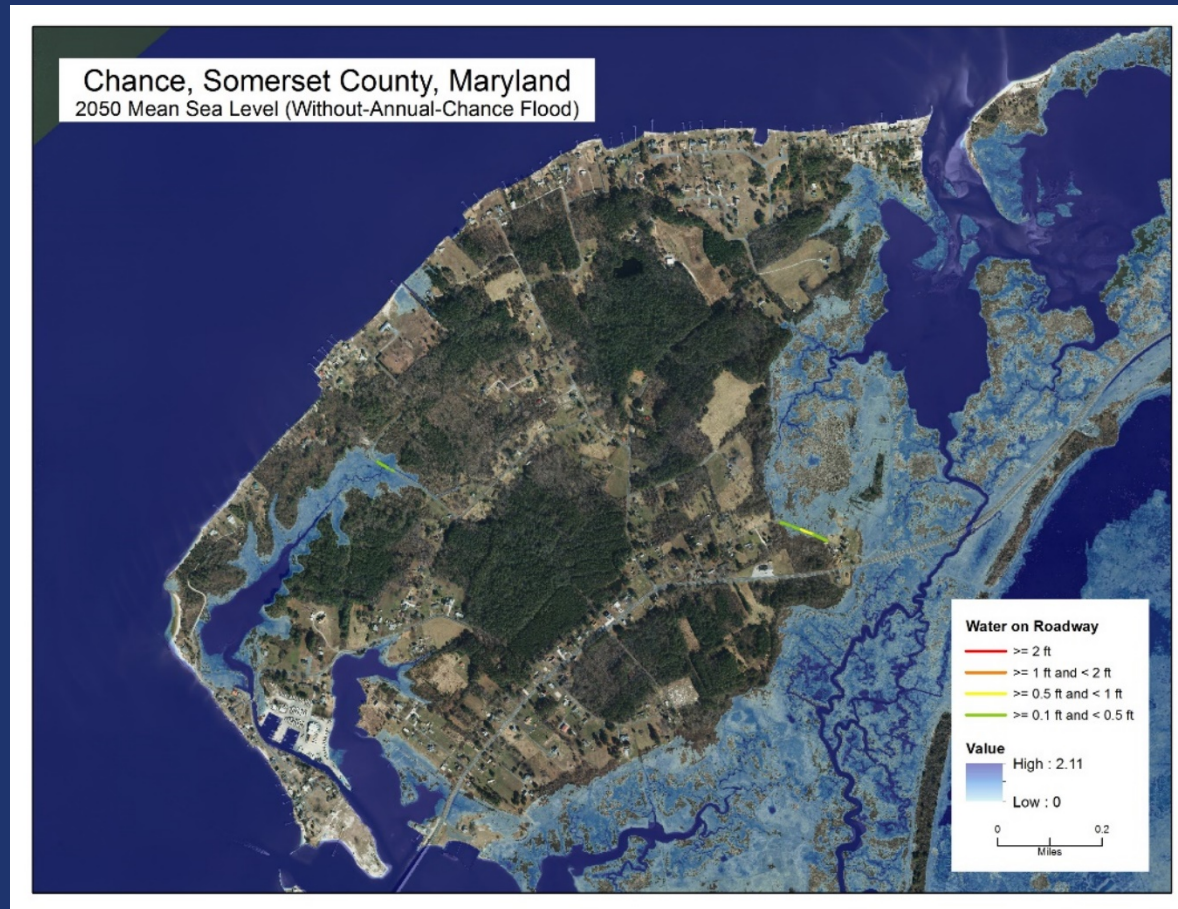 Chance, Somerset County, Maryland
2050 Mean Sea Level (Without-Annual-Chance Flood)
Water on Roadway
>= 2 ft
>= 1 ft and < 2 ft
>= 0.5 ft and < 1 ft
>= 0.1 ft and < 0.5 ft
Value
High : 2.11
Low : 0
0 0.2
Miles